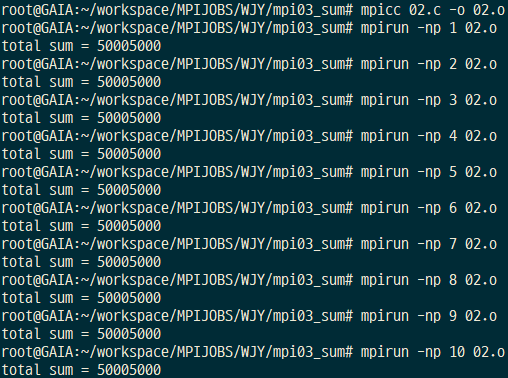 root@GAIA:~/workspace/MPIJOBS/WJY/mpi03_sum# mpicc 02.c -o 02.o
root@GAIA:~/workspace/MPIJOBS/WJY/mpi03_sum# mpirun -np 1 02.o
total sum = 50005000
root@GAIA:~/workspace/MPIJOBS/WJY/mpi03_sum# mpirun -np 2 02.o
total sum = 50005000
root@GAIA:~/workspace/MPIJOBS/WJY/mpi03_sum# mpirun -np 3 02.o
total sum = 50005000
root@GAIA:~/workspace/MPIJOBS/WJY/mpi03_sum# mpirun -np 4 02.o
total sum = 50005000
root@GAIA:~/workspace/MPIJOBS/WJY/mpi03_sum# mpirun -np 5 02.o
total sum = 50005000
root@GAIA:~/workspace/MPIJOBS/WJY/mpi03_sum# mpirun -np 6 02.o
total sum = 50005000
root@GAIA:~/workspace/MPIJOBS/WJY/mpi03_sum# mpirun -np 7 02.o
total sum = 50005000
root@GAIA:~/workspace/MPIJOBS/WJY/mpi03_sum# mpirun -np 8 02.o
total sum = 50005000
root@GAIA:~/workspace/MPIJOBS/WJY/mpi03_sum# mpirun -np 9 02.o
total sum = 50005000
root@GAIA:~/workspace/MPIJOBS/WJY/mpi03_sum# mpirun -np 10 02.o
total sum = 50005000